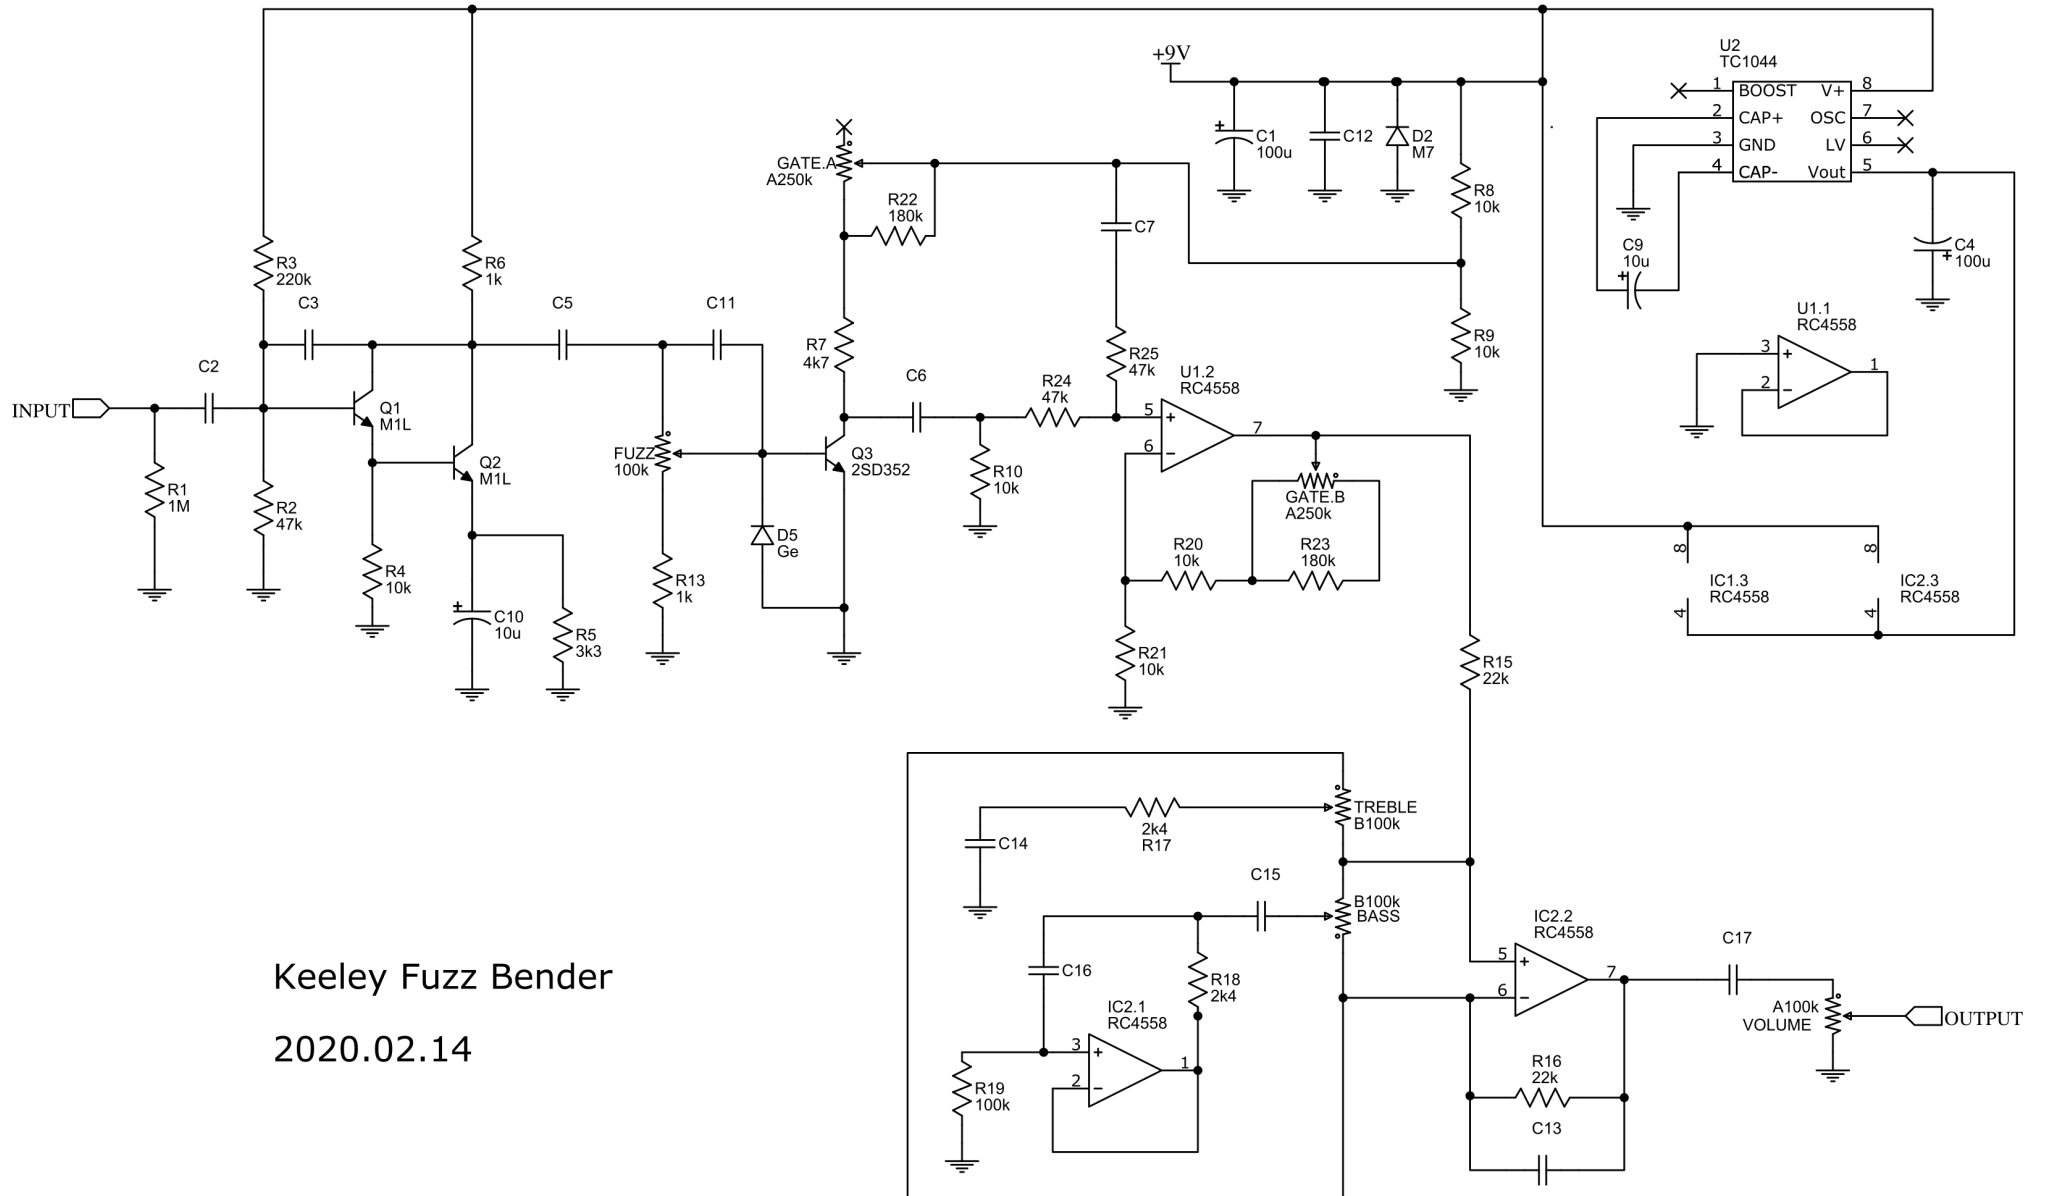 +9V
U2
TC1044
1 BOOST V+ 8
2 CAP+ OSC 7
3 GND LV 6
4 CAP- Vout 5
C1
100u
C12
D2
M7
R8
10k
GATE.A
A250k
R22
180k
C7
C9
10u
C4
100u
R3
220k
R6
1k
C3
C5
C11
R7
4k7
R25
47k
R9
10k
U1.1
RC4558
3
2
1
C2
INPUT
Q1
M1L
C6
R24
47k
U1.2
RC4558
5
6
7
Q2
M1L
FUZZ
100k
Q3
2SD352
R10
10k
GATE.B
A250k
R1
1M
R2
47k
R4
10k
D5
Ge
R20
10k
R23
180k
8
8
IC1.3
RC4558
IC2.3
RC4558
4
4
C10
10u
R5
3k3
R13
1k
R21
10k
R15
22k
TREBLE
B100k
2k4
R17
C14
C15
B100k
BASS
IC2.2
RC4558
5
6
7
C17
A100k
VOLUME
OUTPUT
C16
R18
2k4
IC2.1
RC4558
3
2
1
R19
100k
R16
22k
C13
Keeley Fuzz Bender
2020.02.14